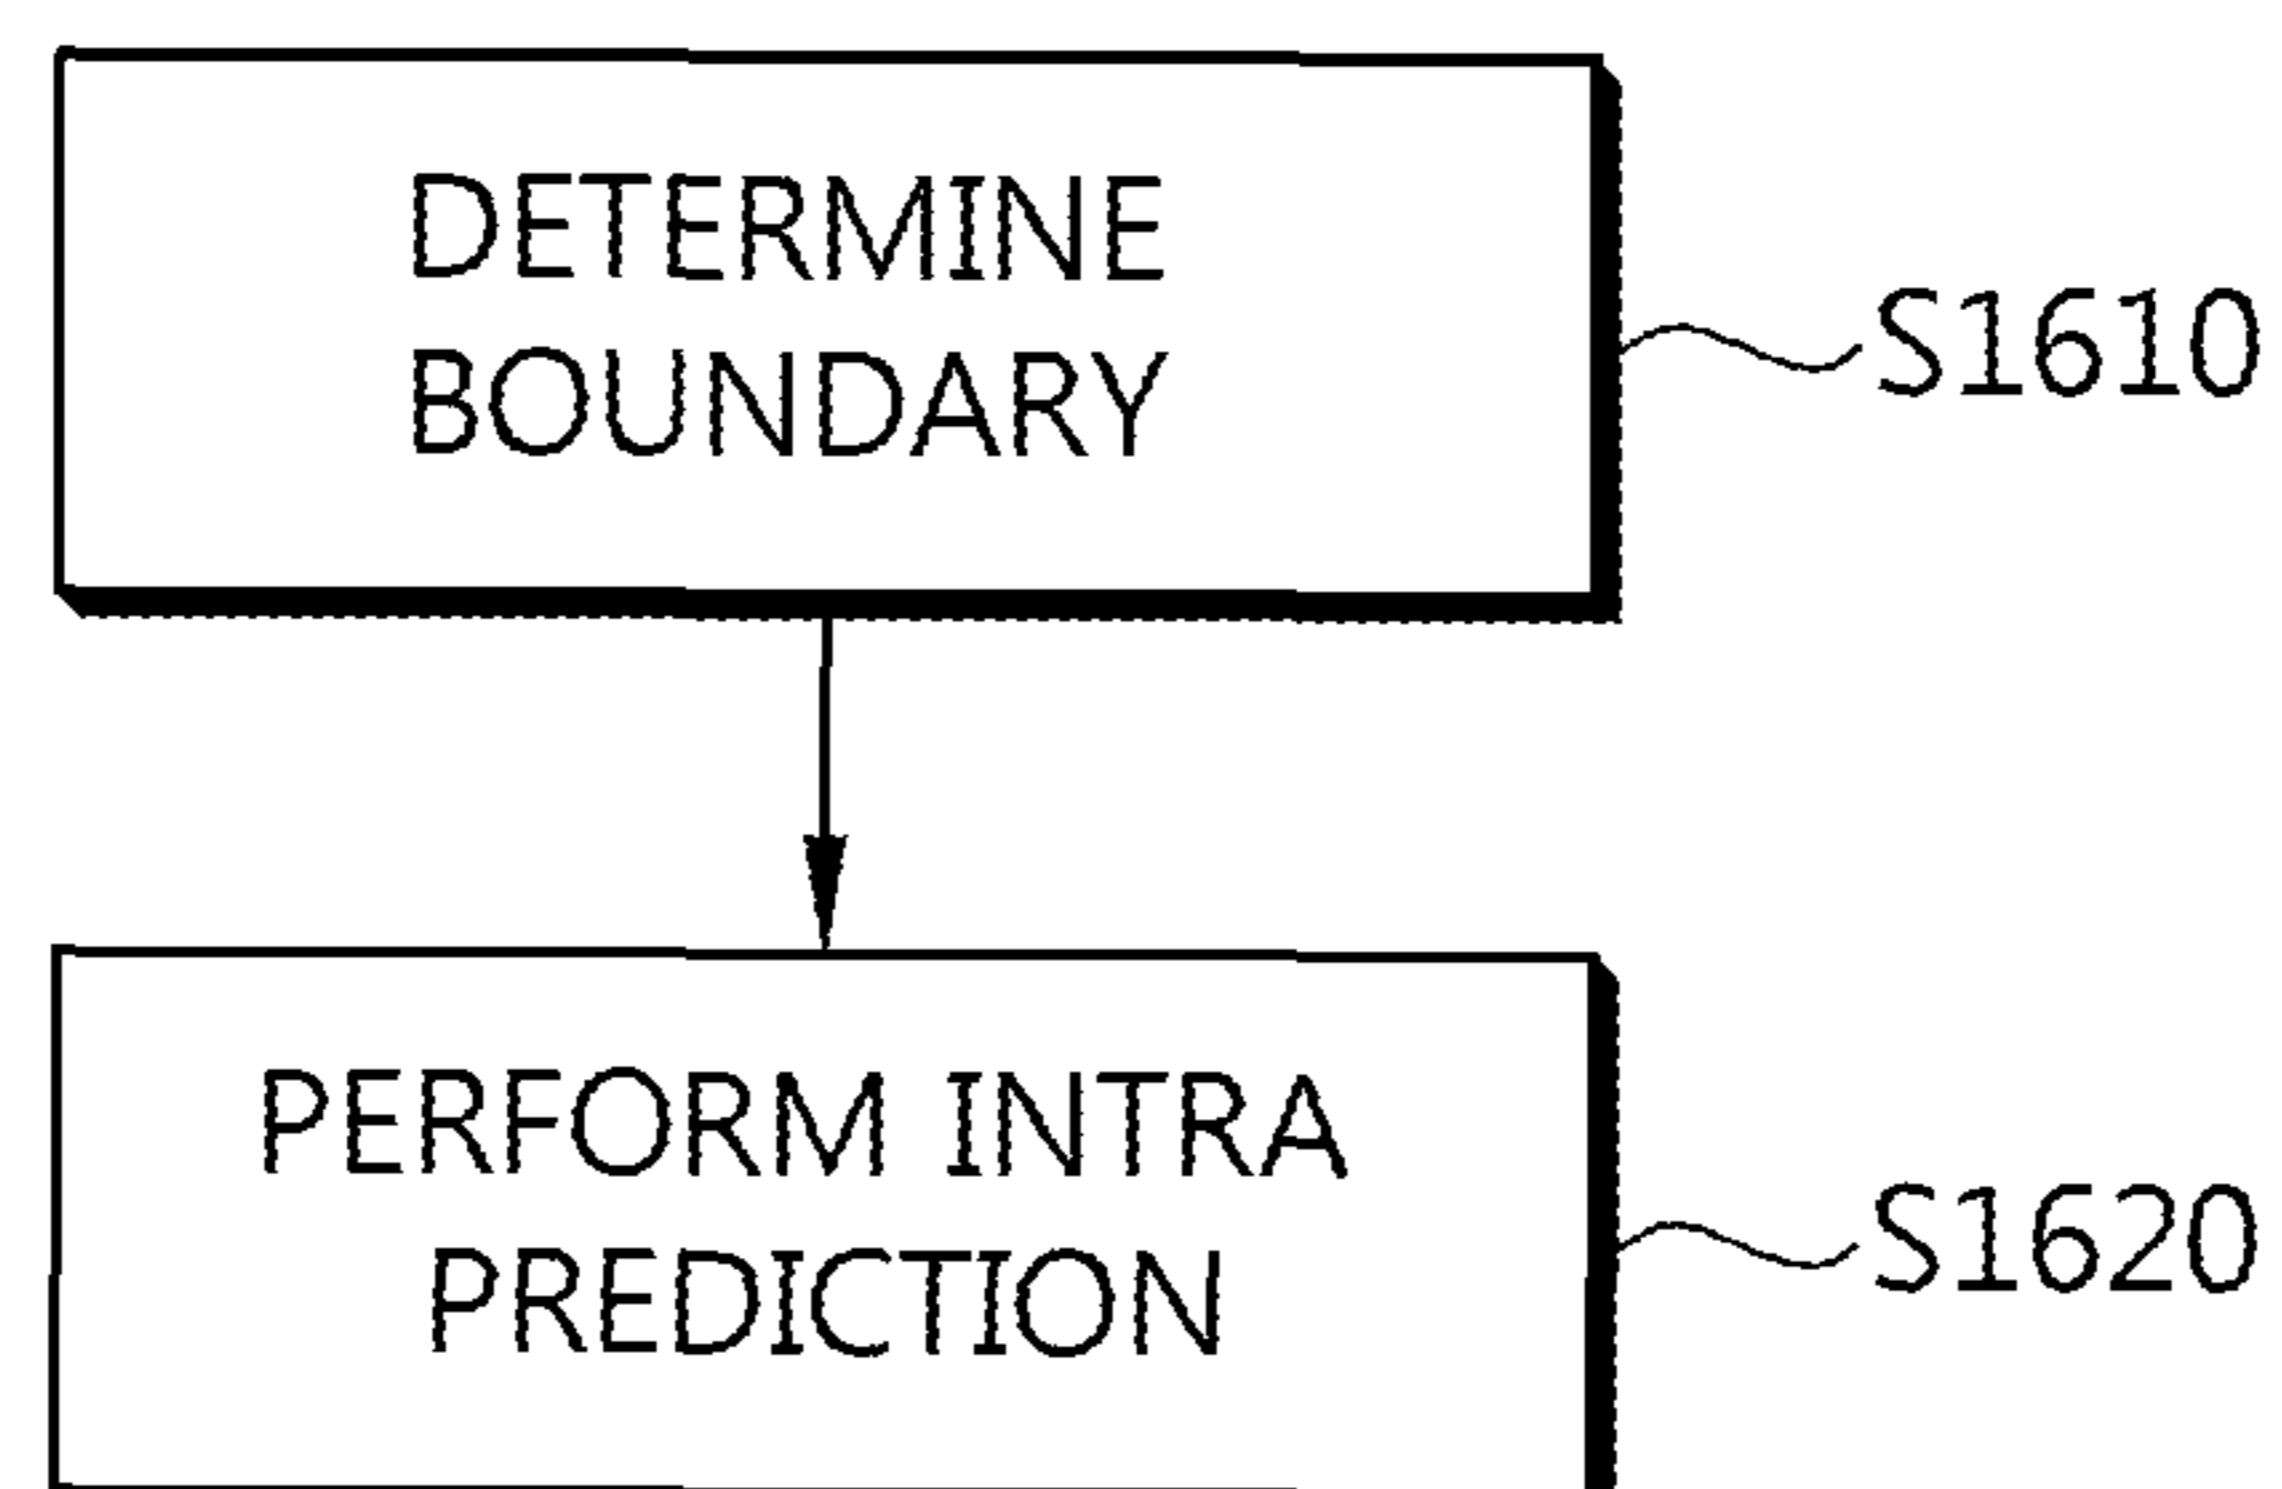 DETERMINE
BOUNDARY
S1610
PERFORM INTRA
PREDICTION
S1620